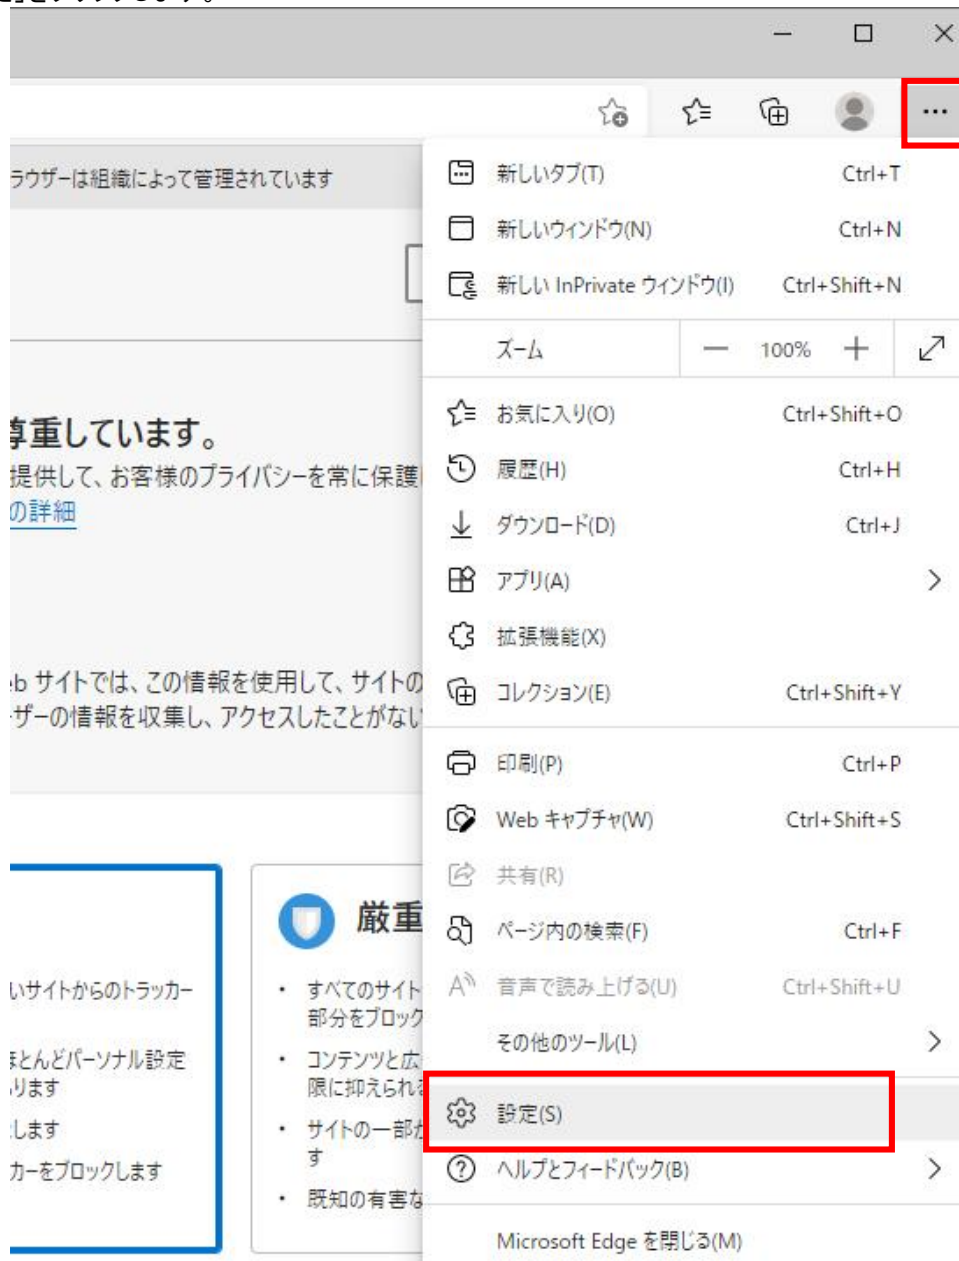 をクリックします。
ラウザーは組織によって管理されています
新しいタブ(T) Ctrl+T
新しいウィンドウ(N) Ctrl+N
新しい InPrivate ウィンドウ(I) Ctrl+Shift+N
ズーム — 100% +
お気に入り(O) Ctrl+Shift+O
履歴(H) Ctrl+H
ダウンロード(D) Ctrl+J
アプリ(A)
拡張機能(X)
コレクション(E) Ctrl+Shift+Y
印刷(P) Ctrl+P
Web キャプチャ(W) Ctrl+Shift+S
共有(R)
ページ内の検索(F) Ctrl+F
音声で読み上げる(U) Ctrl+Shift+U
その他のツール(L)
設定(S)
ヘルプとフィードバック(B)
Microsoft Edge を閉じる(M)
尊重しています。
提供して、お客様のプライバシーを常に保護
の詳細
b サイトでは、この情報を使用して、サイトの
ーザーの情報を収集し、アクセスしたことがない
いサイトからのトラッカー
ほとんどパーソナル設定
ります
します
カーをブロックします
厳重
• すべてのサイト
部分をブロック
• コンテンツと広
限に抑えられる
• サイトの一部が
す
• 既知の有害な